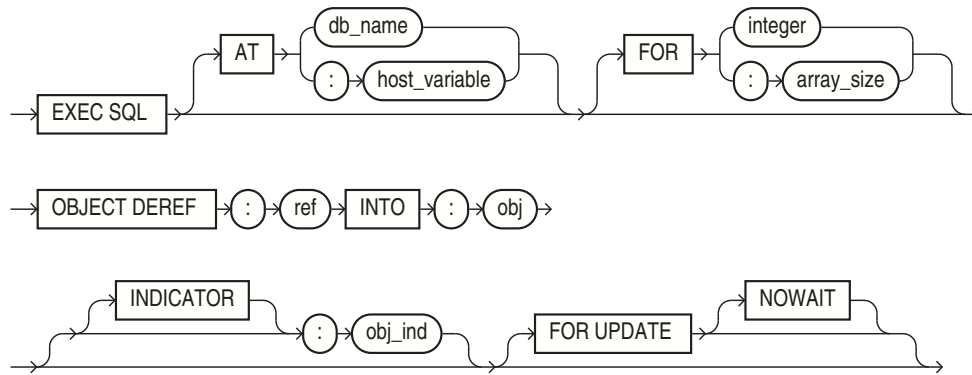 db_name integer
AT FOR
: host_variable : array_size
EXEC SQL
OBJECT DEREF : ref INTO : obj
INDICATOR NOWAIT
: obj_ind FOR UPDATE